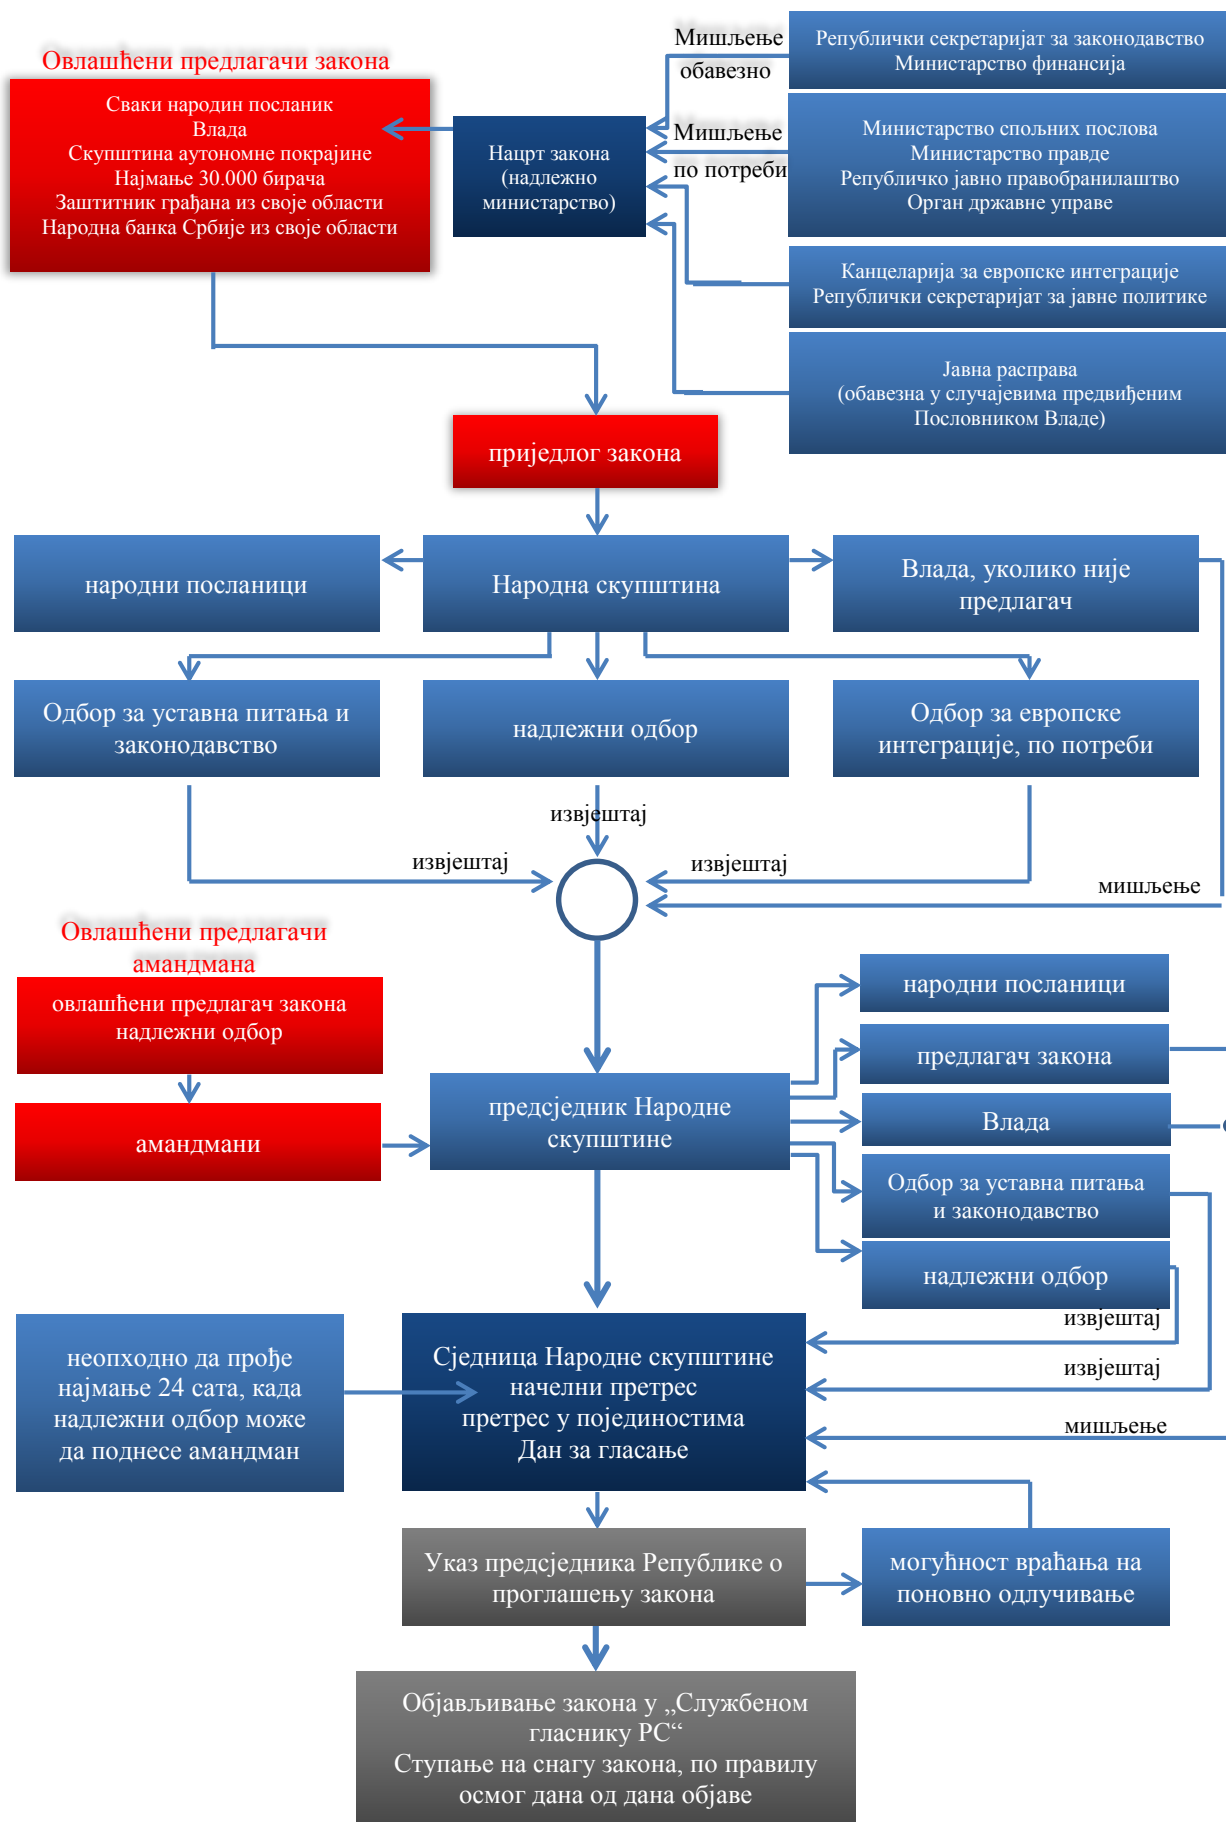 Овлашћени предлагачи закона
Сваки народин посланик
Влада
Скупштина аутономне покрајине
Најмање 30.000 бирача
Заштитник грађана из своје области
Народна банка Србије из своје области
Нацрт закона
(надлежно
министарство)
Мишљење
обавезно
Мишљење
по потреби
Републички секретаријат за законодавство
Министарство финансија
Министарство спољних послова
Министарство правде
Републичко јавно правобранилаштво
Орган државне управе
Канцеларија за европске интеграције
Републички секретаријат за јавне политике
Јавна расправа
(обавезна у случајевима предвиђеним
Пословником Владе)
приједлог закона
народни посланици
Народна скупштина
Влада, уколико није
предлагач
Одбор за уставна питања и
законодавство
надлежни одбор
Одбор за европске
интеграције, по потреби
извјештај
извјештај
извјештај
мишљење
Овлашћени предлагачи
амандмана
овлашћени предлагач закона
надлежни одбор
амандмани
предсједник Народне
скупштине
народни посланици
предлагач закона
Влада
Одбор за уставна питања
и законодавство
надлежни одбор
извјештај
извјештај
мишљење
неопходно да прође
најмање 24 сата, када
надлежни одбор може
да поднесе амандман
Сједница Народне скупштине
начелни претрес
претрес у појединостима
Дан за гласање
Указ предсједника Републике о
проглашењу закона
могућност враћања на
поновно одлучивање
Објављивање закона у „Службеном
гласнику РС“
Ступање на снагу закона, по правилу
осмог дана од дана објаве